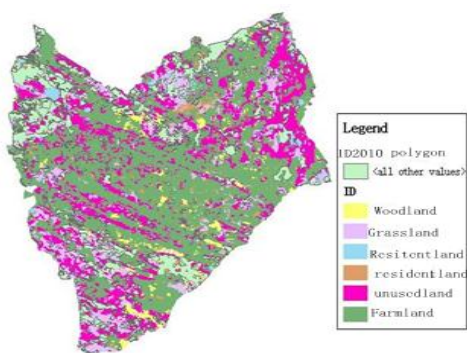 Legend
ID2010 polygon
<all other values>
ID
Woodland
Grassland
Resitentland
residentland
unusedland
Farmland